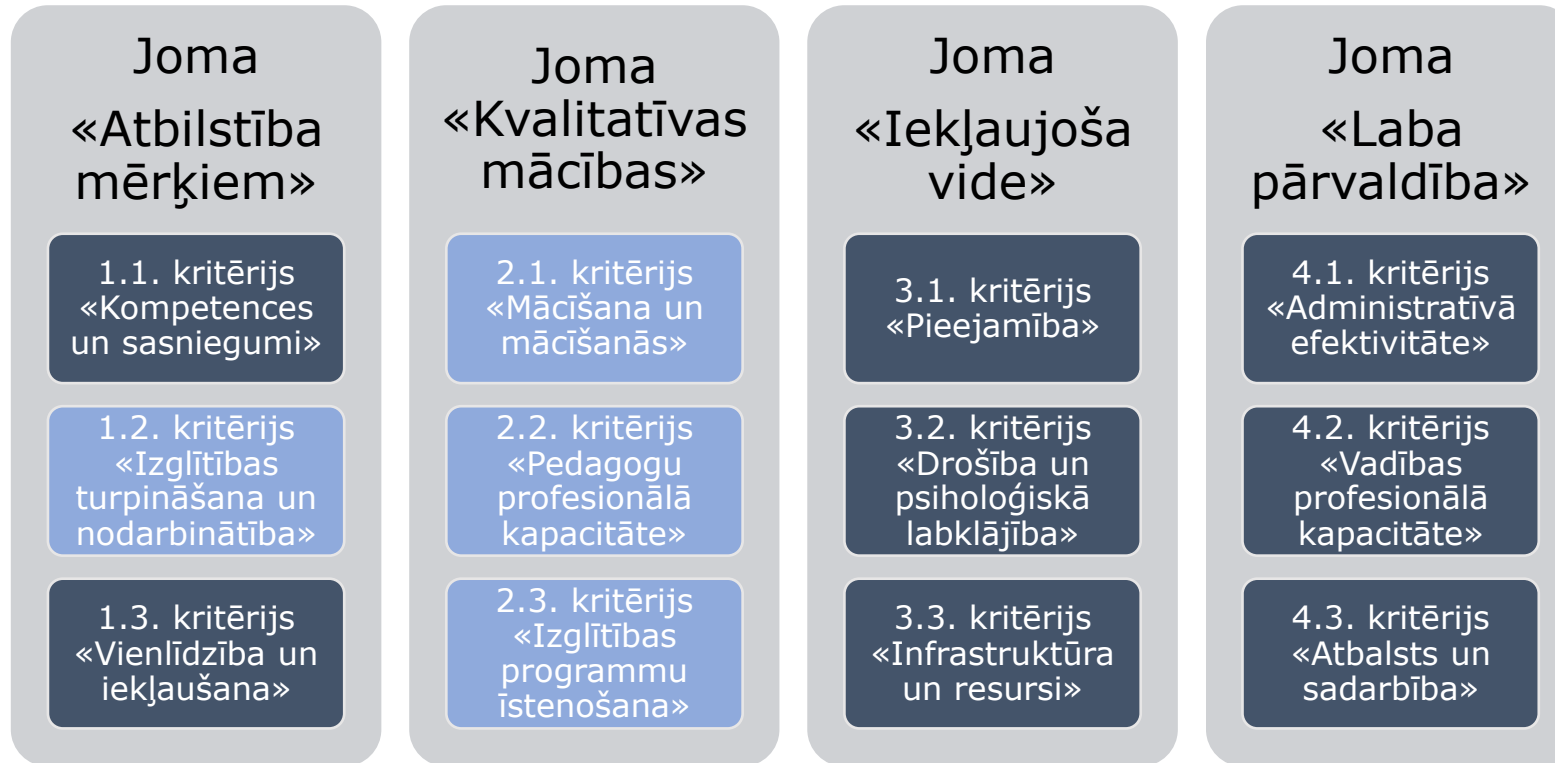 Joma
«Atbilstība
mērķiem»
1.1. kritērijs
«Kompetences
un sasniegumi»
1.2. kritērijs
«Izglītības
turpināšana un
nodarbinātība»
1.3. kritērijs
«Vienlīdzība un
iekļaušana»
Joma
«Kvalitatīvas
mācības»
2.1. kritērijs
«Mācīšana un
mācīšanās»
2.2. kritērijs
«Pedagogu
profesionālā
kapacitāte»
2.3. kritērijs
«Izglītības
programmu
īstenošana»
Joma
«Iekļaujoša
vide»
3.1. kritērijs
«Pieejamība»
3.2. kritērijs
«Drošība un
psiholoģiskā
labklājība»
3.3. kritērijs
«Infrastruktūra
un resursi»
Joma
«Laba
pārvaldība»
4.1. kritērijs
«Administratīvā
efektivitāte»
4.2. kritērijs
«Vadības
profesionālā
kapacitāte»
4.3. kritērijs
«Atbalsts un
sadarbība»